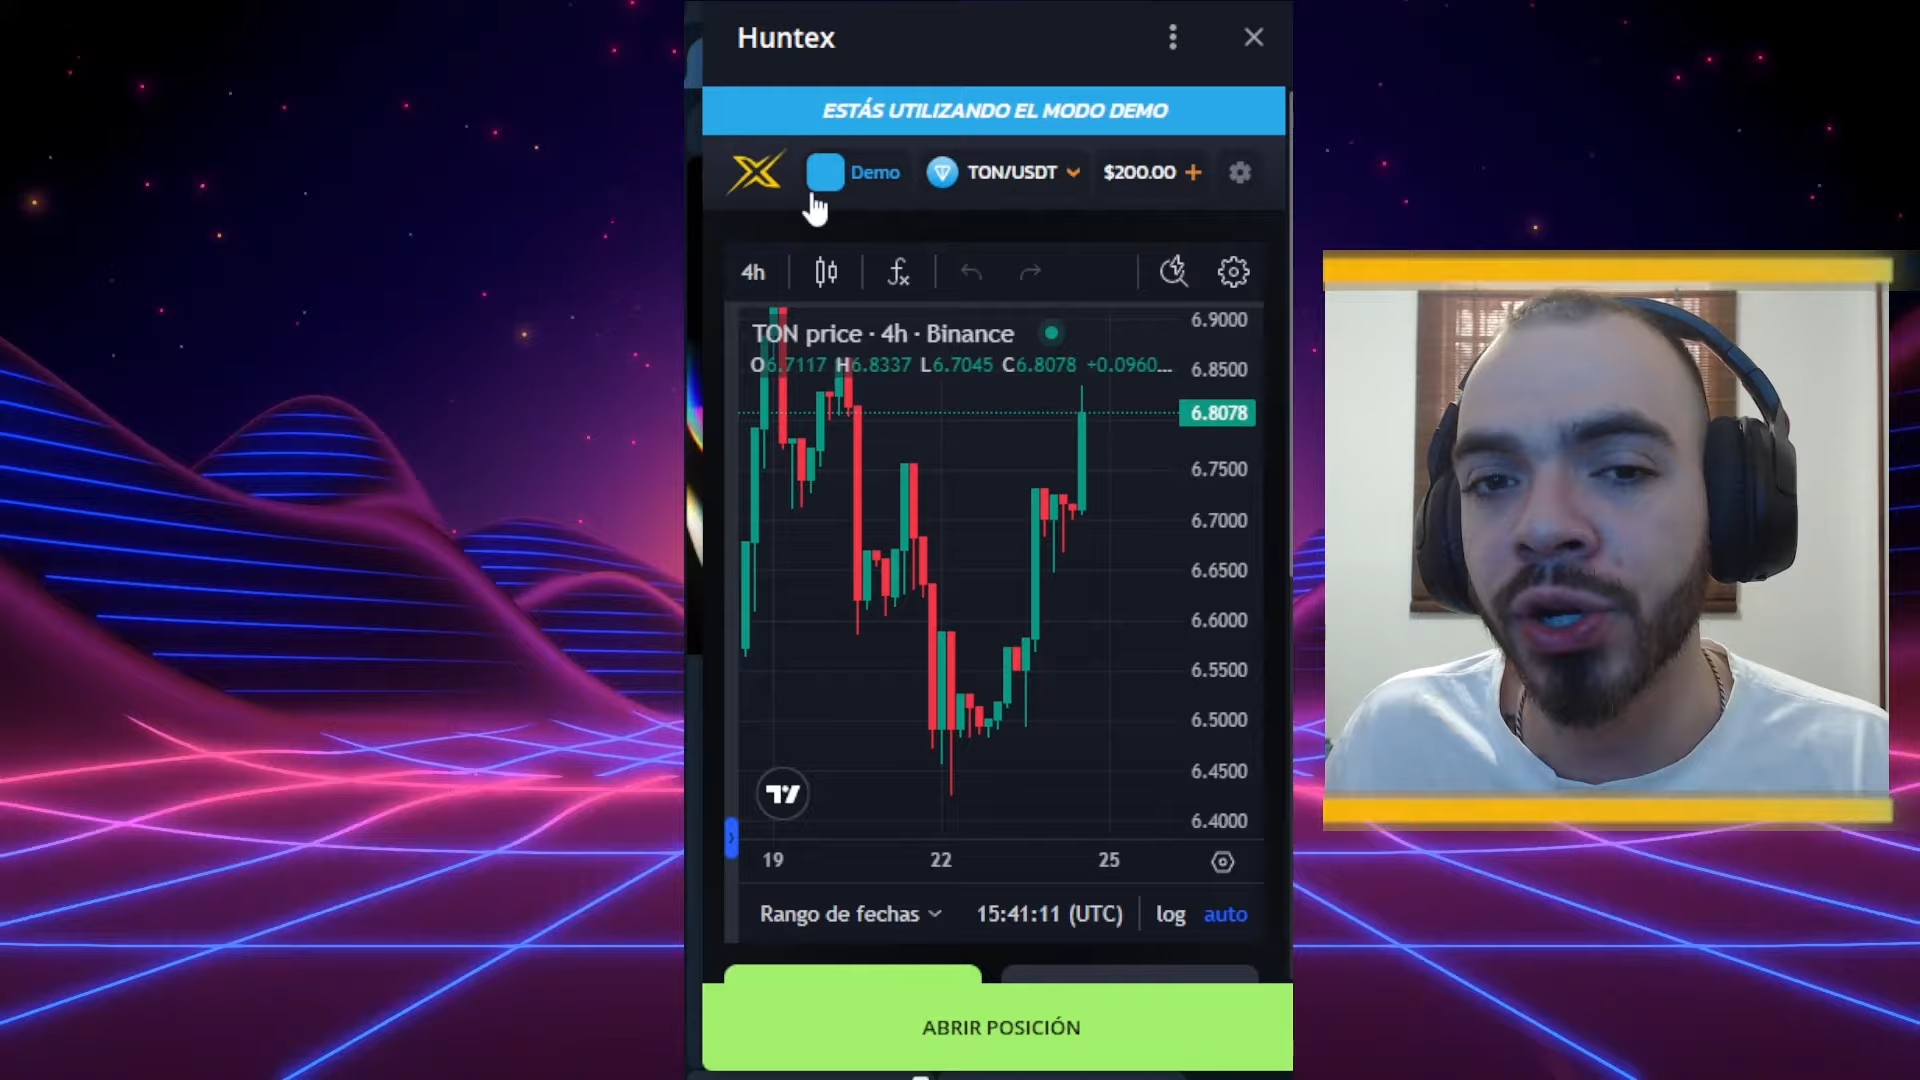 Huntex
ESTÁS UTILIZANDO EL MODO DEMO
Demo TON/USDT $200.00 +
4h
TON price · 4h · Binance
O6.7117 H6.8337 L6.7045 C6.8078 +0.0960...
6.9000
6.8500
6.8078
6.7500
6.7000
6.6500
6.6000
6.5500
6.5000
6.4500
6.4000
19 22 25
Rango de fechas 15:41:11 (UTC) log auto
ABRIR POSICIÓN